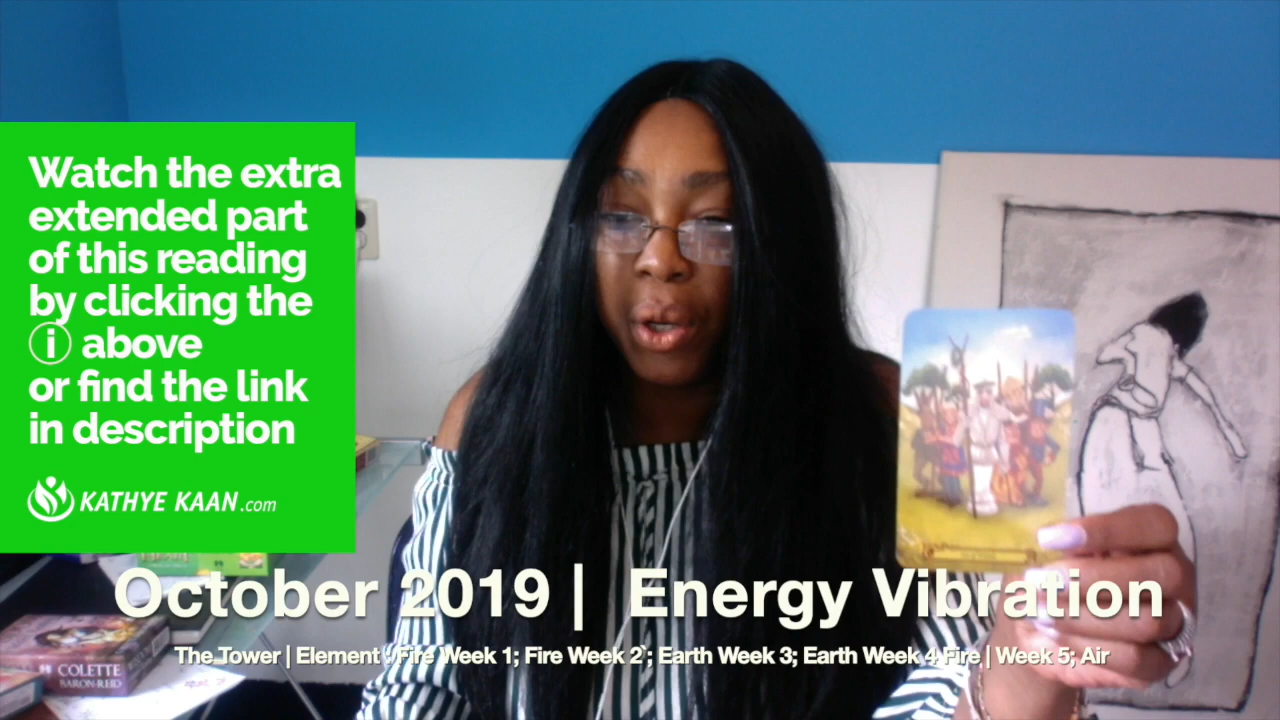 Watch the extra
extended part
of this reading
by clicking the
ⓘ above
or find the link
in description
KATHYE KAAN.com
October 2019 | Energy Vibration
The Tower | Element : Fire Week 1; Fire Week 2 ; Earth Week 3; Earth Week 4 Fire | Week 5; Air
COLETTE
BARON-REID